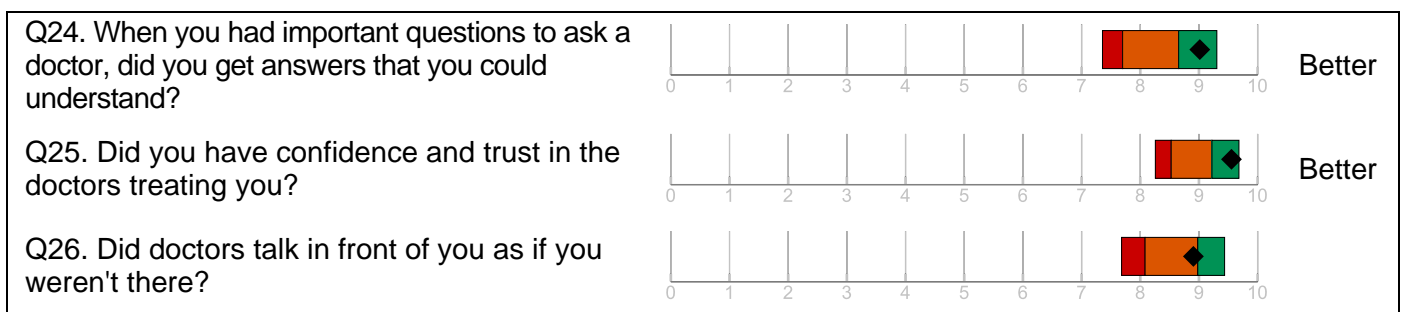 Q24. When you had important questions to ask a
doctor, did you get answers that you could
understand?
0 1 2 3 4 5 6 7 8 9 10
Better
Q25. Did you have confidence and trust in the
doctors treating you?
0 1 2 3 4 5 6 7 8 9 10
Better
Q26. Did doctors talk in front of you as if you
weren't there?
0 1 2 3 4 5 6 7 8 9 10